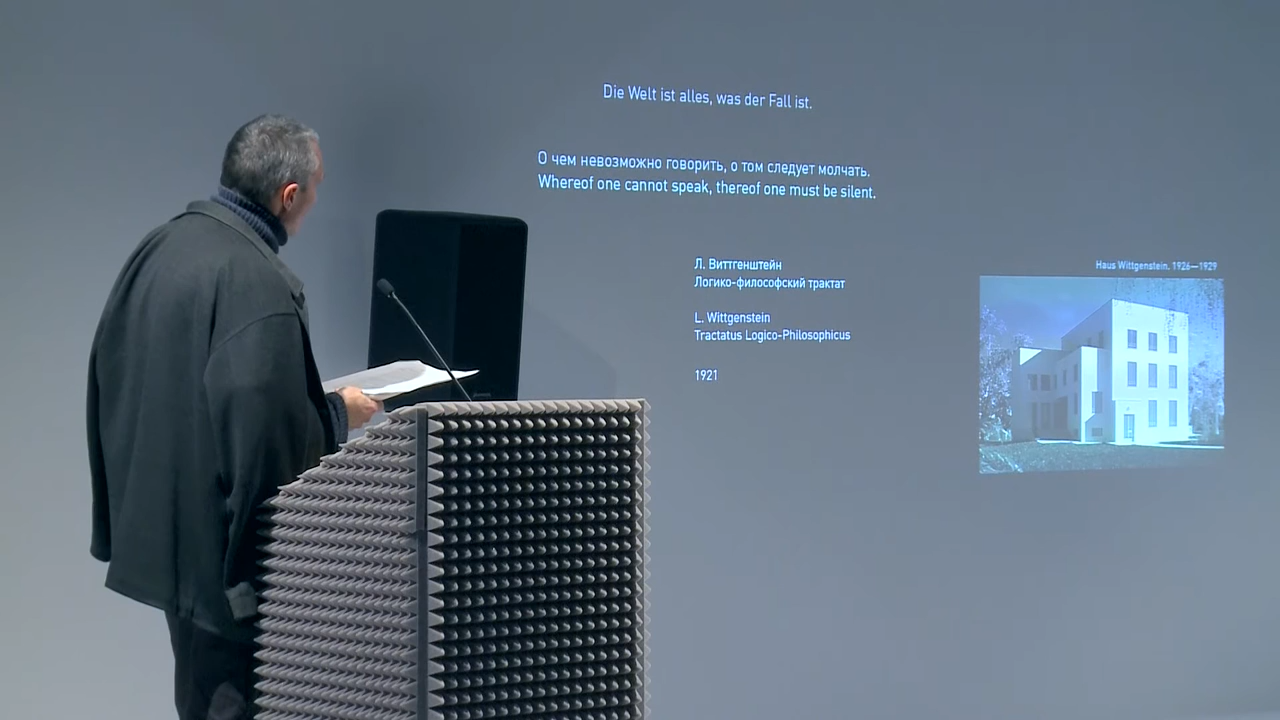 Die Welt ist alles, was der Fall ist.
О чем невозможно говорить, о том следует молчать.
Whereof one cannot speak, thereof one must be silent.
Л. Виттгенштейн
Логико-философский трактат
L. Wittgenstein
Tractatus Logico-Philosophicus
1921
Haus Wittgenstein. 1926—1929